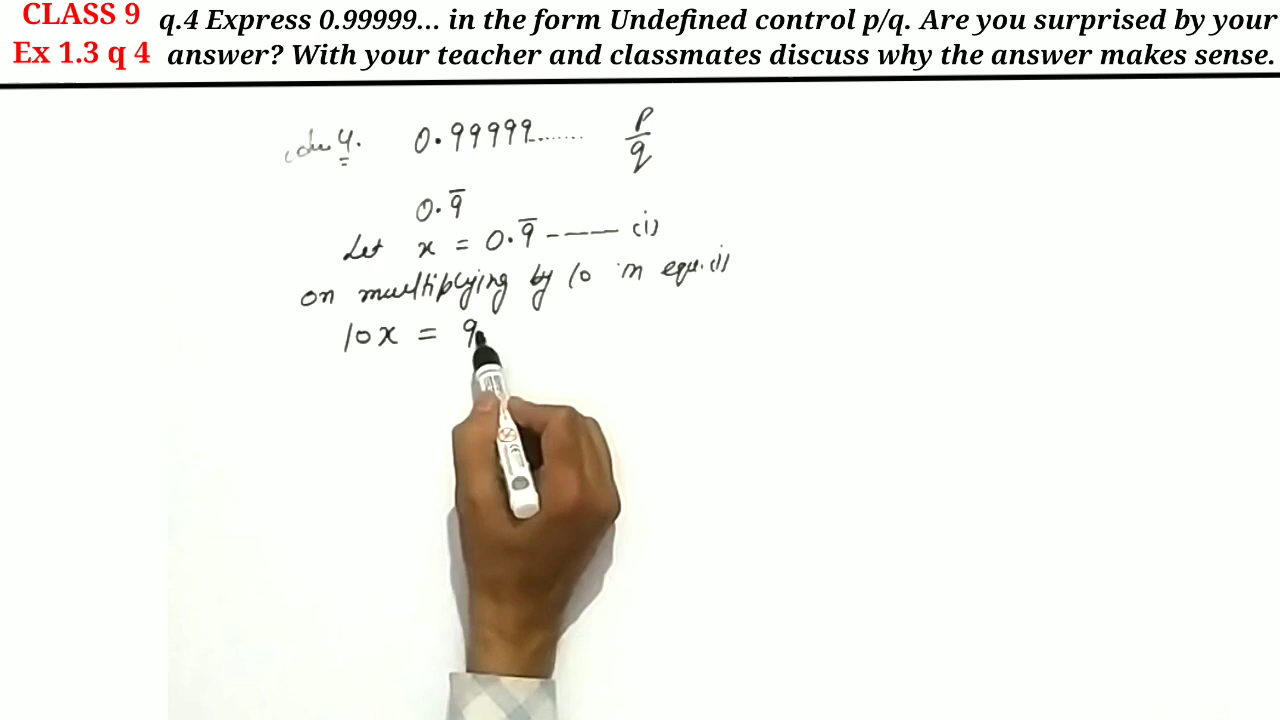 CLASS 9
Ex 1.3 q 4
q.4 Express 0.99999... in the form Undefined control p/q. Are you surprised by your
answer? With your teacher and classmates discuss why the answer makes sense.
4. 0.99999....... p/q
0.9̅
Let x = 0.9̅ ------- (i)
on multiplying by 10 in equ.(i)
10x = 9